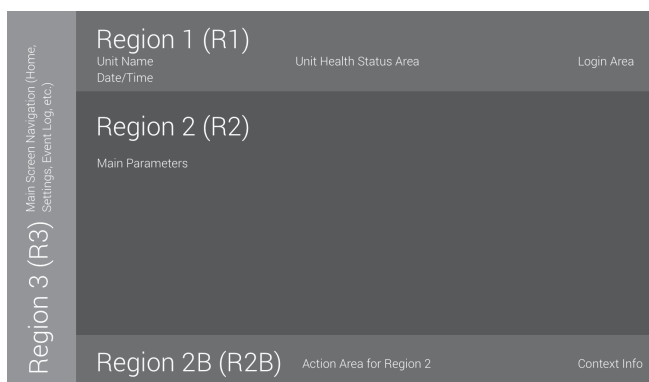 Region 1 (R1)
Unit Name
Date/Time
Unit Health Status Area
Login Area
Region 2 (R2)
Main Parameters
Region 3 (R3)
Main Screen Navigation (Home,
Settings, Event Log, etc.)
Region 2B (R2B)
Action Area for Region 2
Context Info